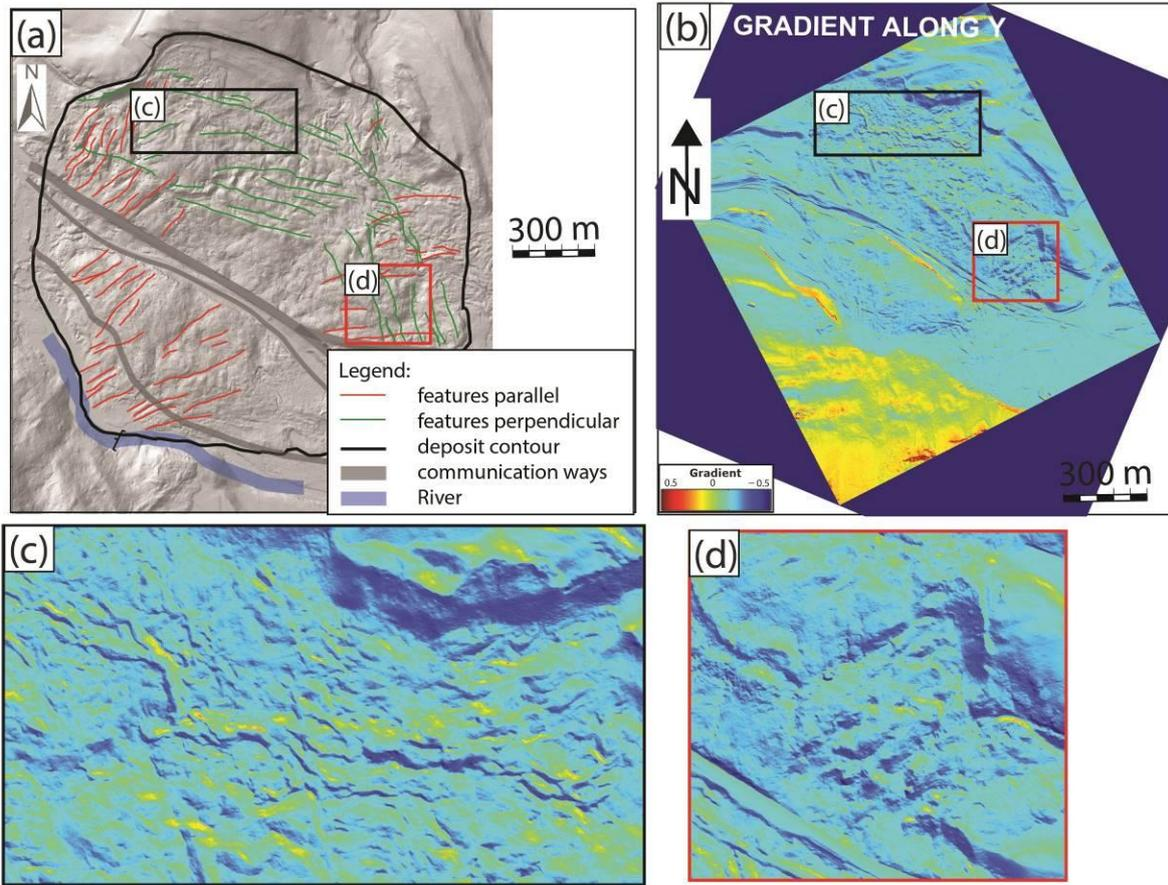 (a)
N
(c)
(d)
300 m
Legend:
features parallel
features perpendicular
deposit contour
communication ways
River
(b)
GRADIENT ALONG Y
(c)
N
(d)
Gradient
0.5 0 -0.5
300 m
(c)
(d)